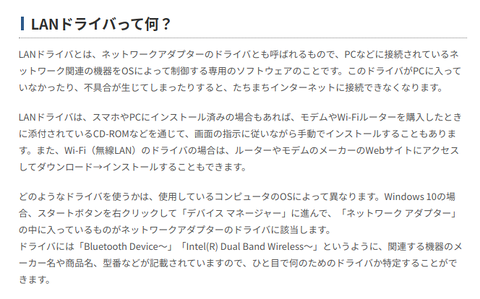 LANドライバって何？
LANドライバとは、ネットワークアダプターのドライバとも呼ばれるもので、PCなどに接続されているネ
ットワーク関連の機器をOSによって制御する専用のソフトウェアのことです。このドライバがPCに入って
いなかったり、不具合が生じてしまったりすると、たちまちインターネットに接続できなくなります。
LANドライバは、スマホやPCにインストール済みの場合もあれば、モデムやWi-Fiルーターを購入したとき
に添付されているCD-ROMなどを通じて、画面の指示に従いながら手動でインストールすることもありま
す。また、Wi-Fi（無線LAN）のドライバの場合は、ルーターやモデムのメーカーのWebサイトにアクセス
してダウンロード→インストールすることもできます。
どのようなドライバを使うかは、使用しているコンピュータのOSによって異なります。Windows 10の場
合、スタートボタンを右クリックして「デバイス マネージャー」に進んで、「ネットワーク アダプター」
の中に入っているものがネットワークアダプターのドライバに該当します。
ドライバには「Bluetooth Device～」「Intel(R) Dual Band Wireless～」というように、関連する機器のメ
ーカー名や商品名、型番などが記載されていますので、ひと目で何のためのドライバか特定することがで
きます。